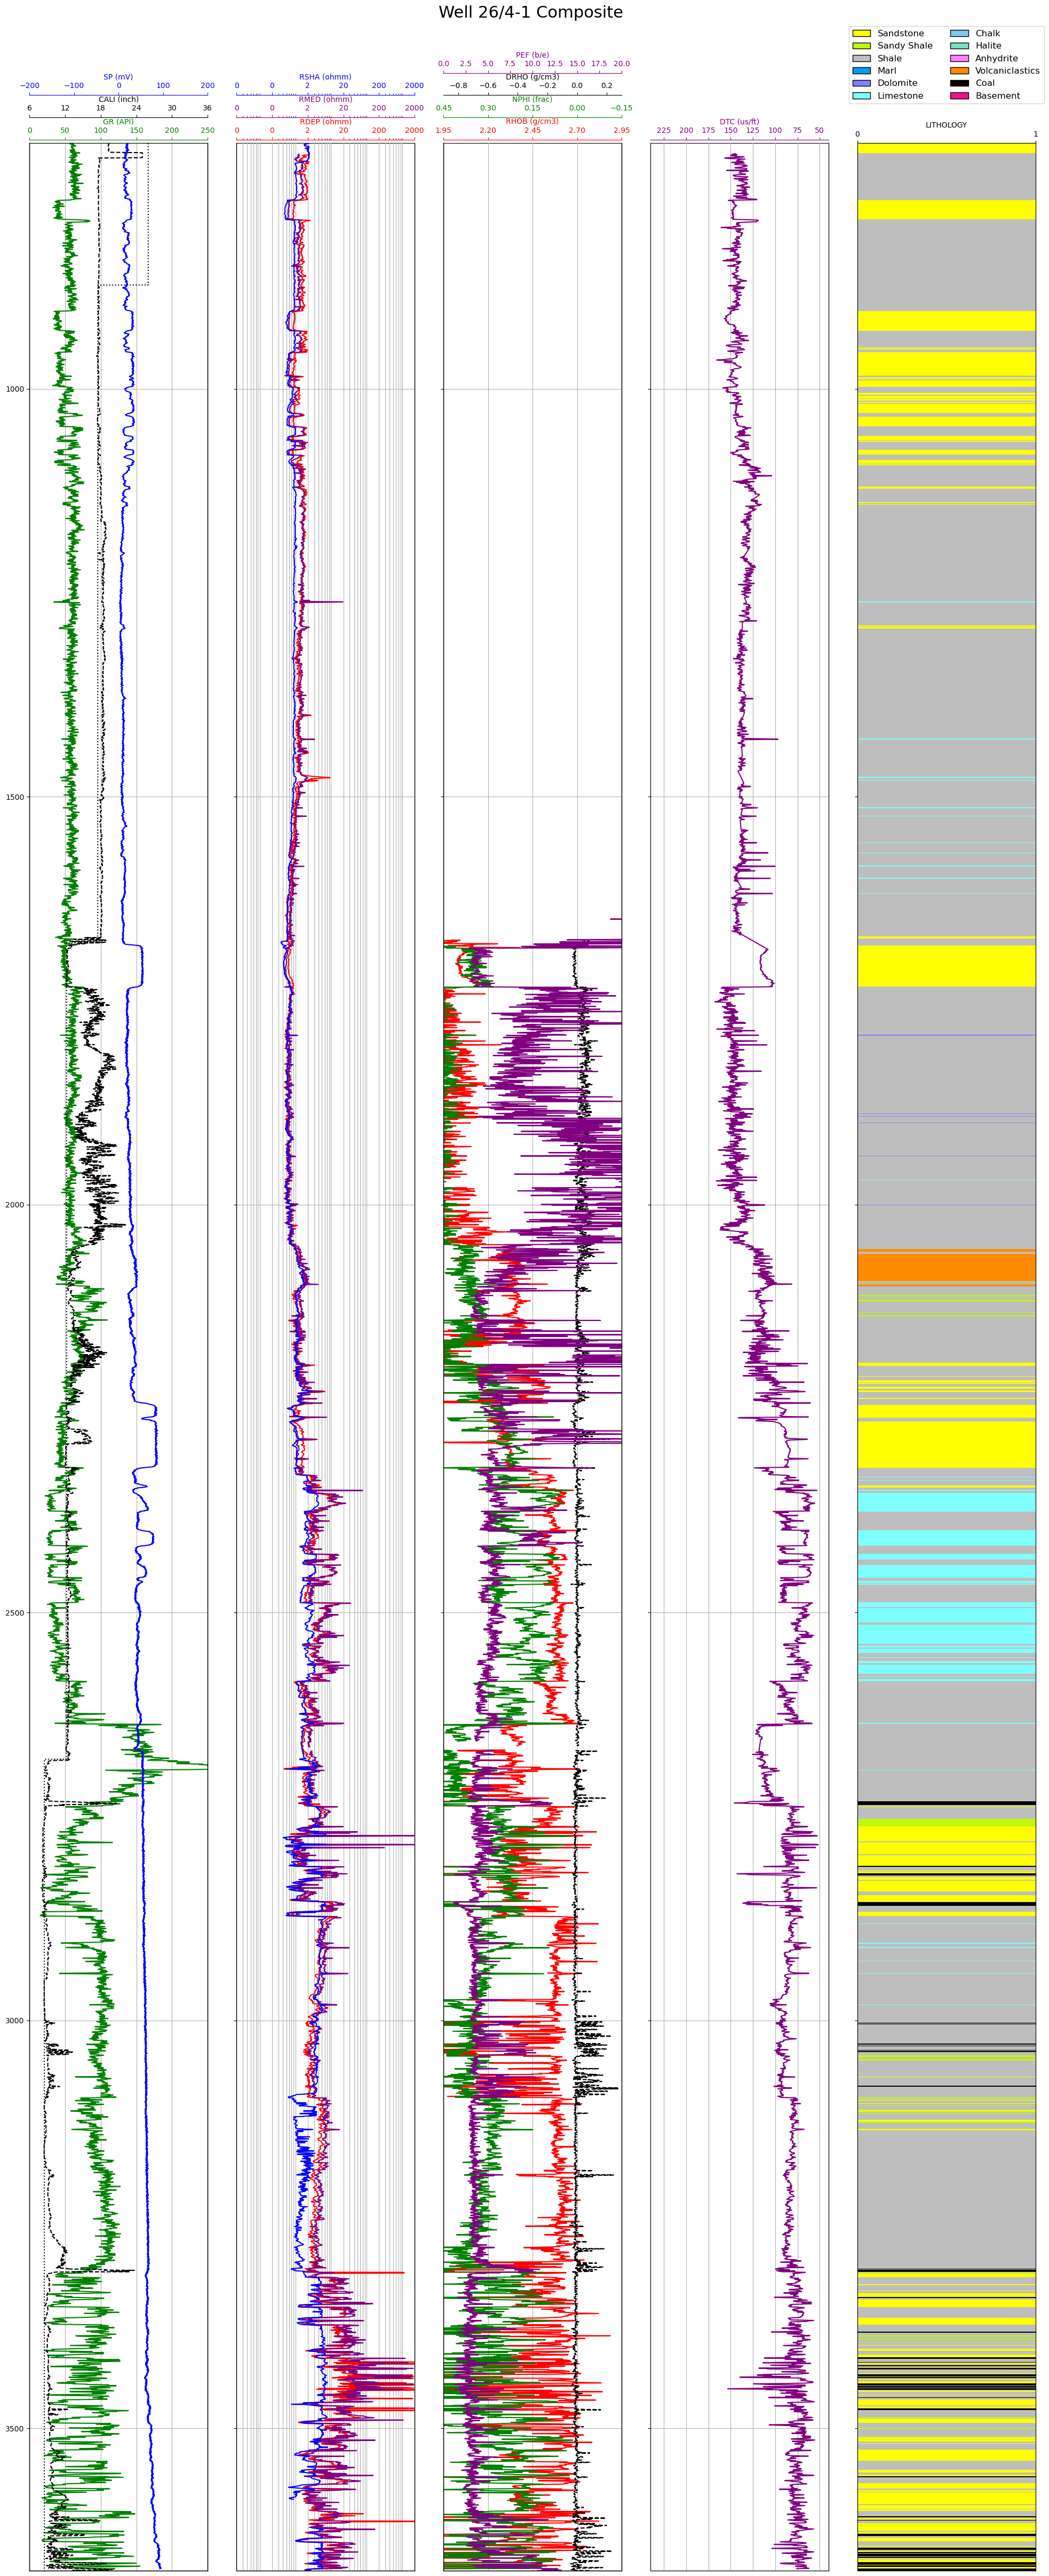 Well 26/4-1 Composite
Sandstone Chalk
Sandy Shale Halite
Shale Anhydrite
Marl Volcaniclastics
Dolomite Coal
Limestone Basement
PEF (b/e)
0.0 2.5 5.0 7.5 10.0 12.5 15.0 17.5 20.0
SP (mV) RSHA (ohmm) DRHO (g/cm3)
−200 −100 0 100 200 0 0 2 20 200 2000 −0.8 −0.6 −0.4 −0.2 0.0 0.2
CALI (inch) RMED (ohmm) NPHI (frac)
6 12 18 24 30 36 0 0 2 20 200 2000 0.45 0.30 0.15 0.00 −0.15
GR (API) RDEP (ohmm) RHOB (g/cm3) DTC (us/ft) LITHOLOGY
0 50 100 150 200 250 0 0 2 20 200 2000 1.95 2.20 2.45 2.70 2.95 225 200 175 150 125 100 75 50 0 1
1000
1500
2000
2500
3000
3500